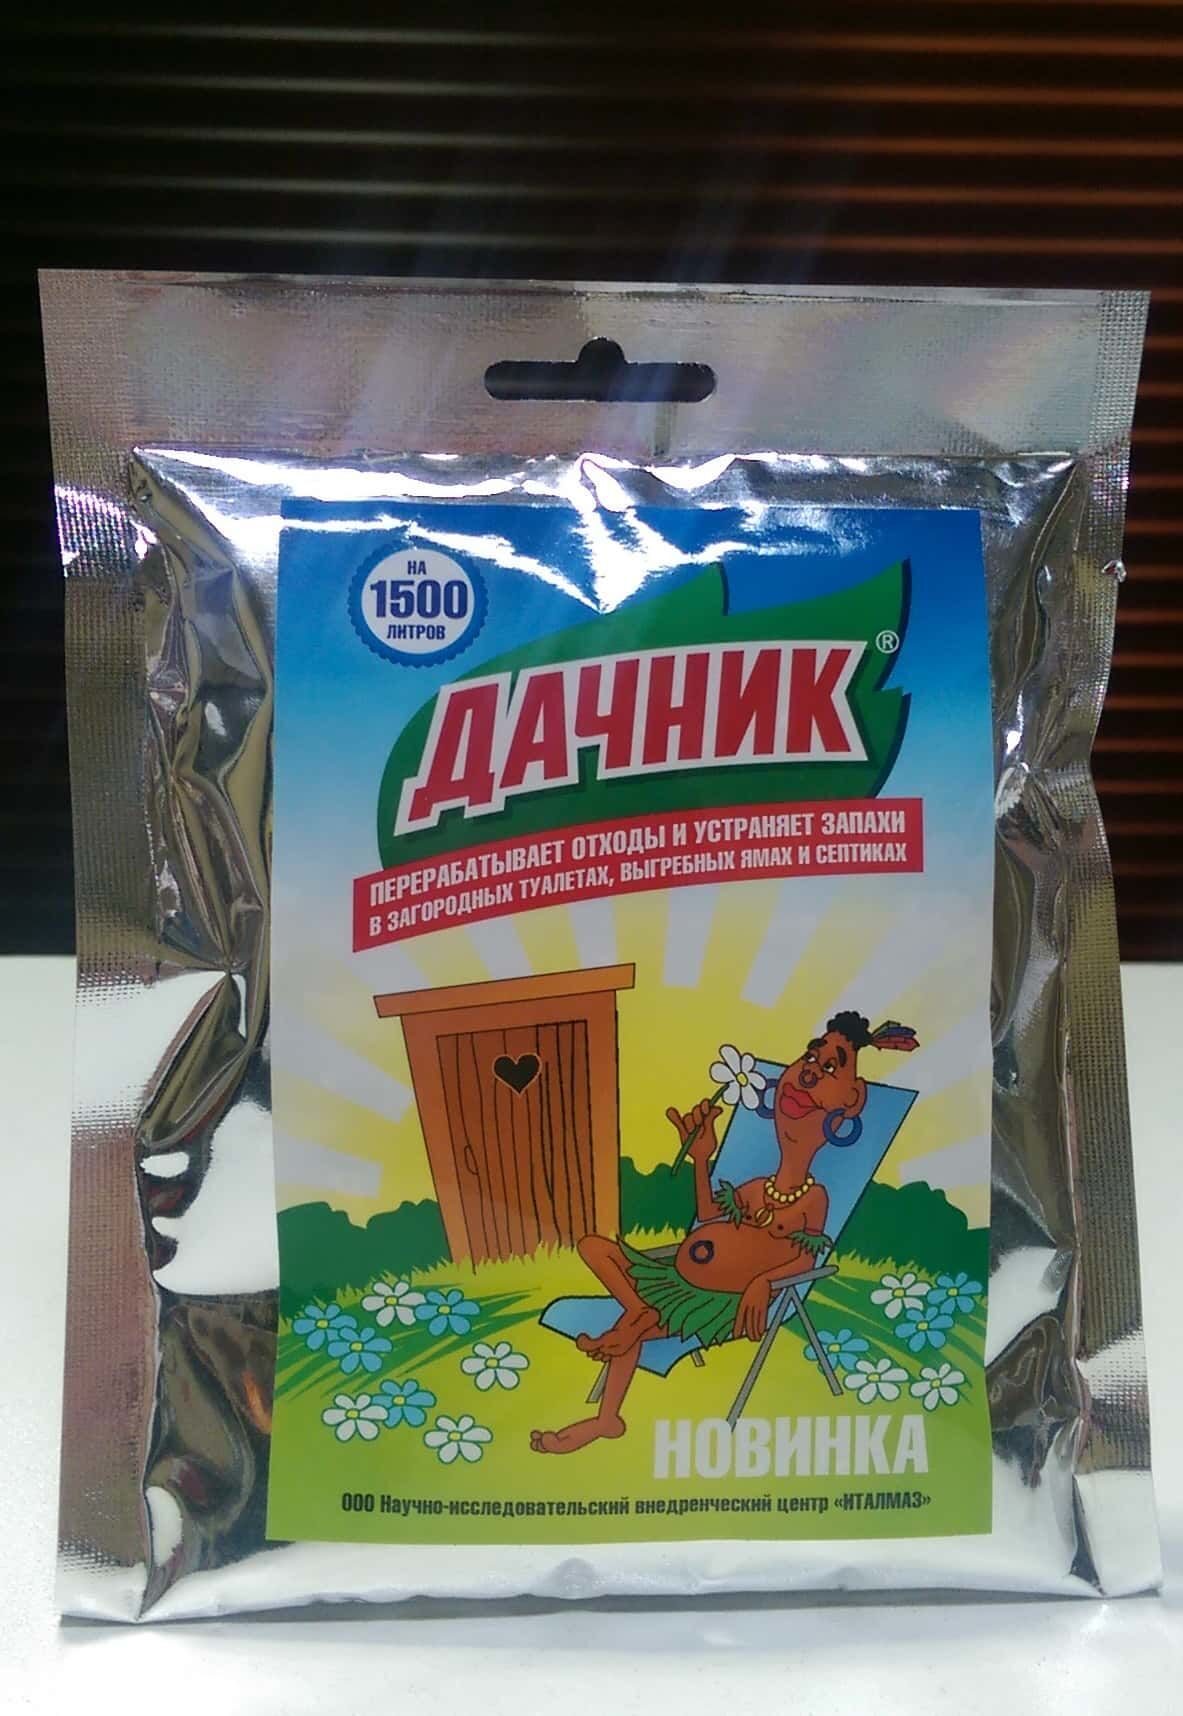 НА
1500
ЛИТРОВ
ДАЧНИК®
ПЕРЕРАБАТЫВАЕТ ОТХОДЫ И УСТРАНЯЕТ ЗАПАХИ
В ЗАГОРОДНЫХ ТУАЛЕТАХ, ВЫГРЕБНЫХ ЯМАХ И СЕПТИКАХ
НОВИНКА
ООО Научно-исследовательский внедренческий центр «ИТАЛМАЗ»